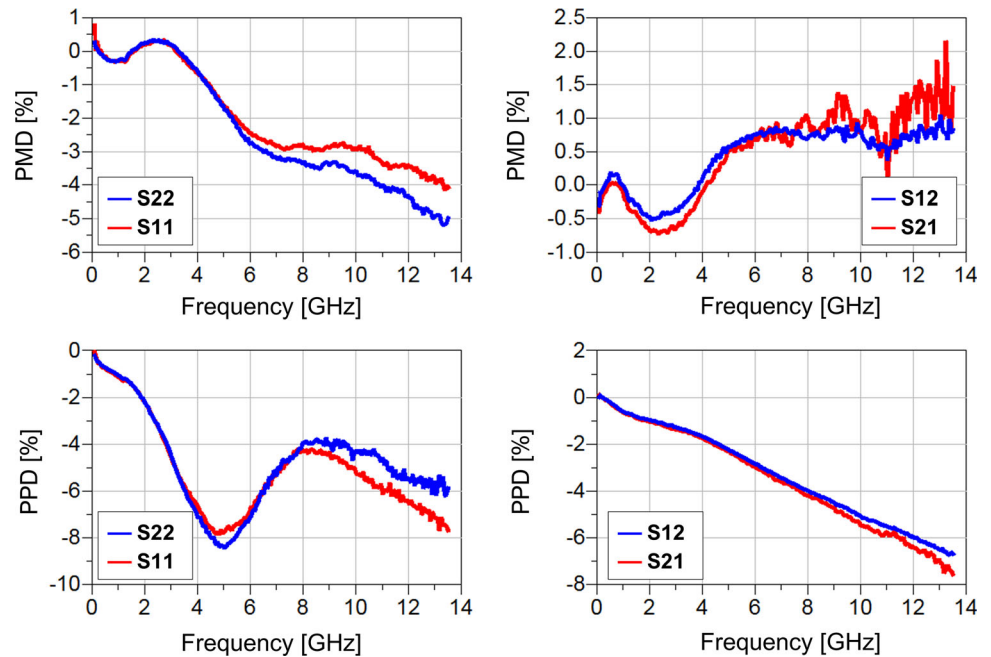 PMD [%]
1
0
-1
-2
-3
-4
-5
-6
S22
S11
0 2 4 6 8 10 12 14
Frequency [GHz]
PMD [%]
2.5
2.0
1.5
1.0
0.5
0.0
-0.5
-1.0
S12
S21
0 2 4 6 8 10 12 14
Frequency [GHz]
PPD [%]
0
-2
-4
-6
-8
-10
S22
S11
0 2 4 6 8 10 12 14
Frequency [GHz]
PPD [%]
2
0
-2
-4
-6
-8
S12
S21
0 2 4 6 8 10 12 14
Frequency [GHz]